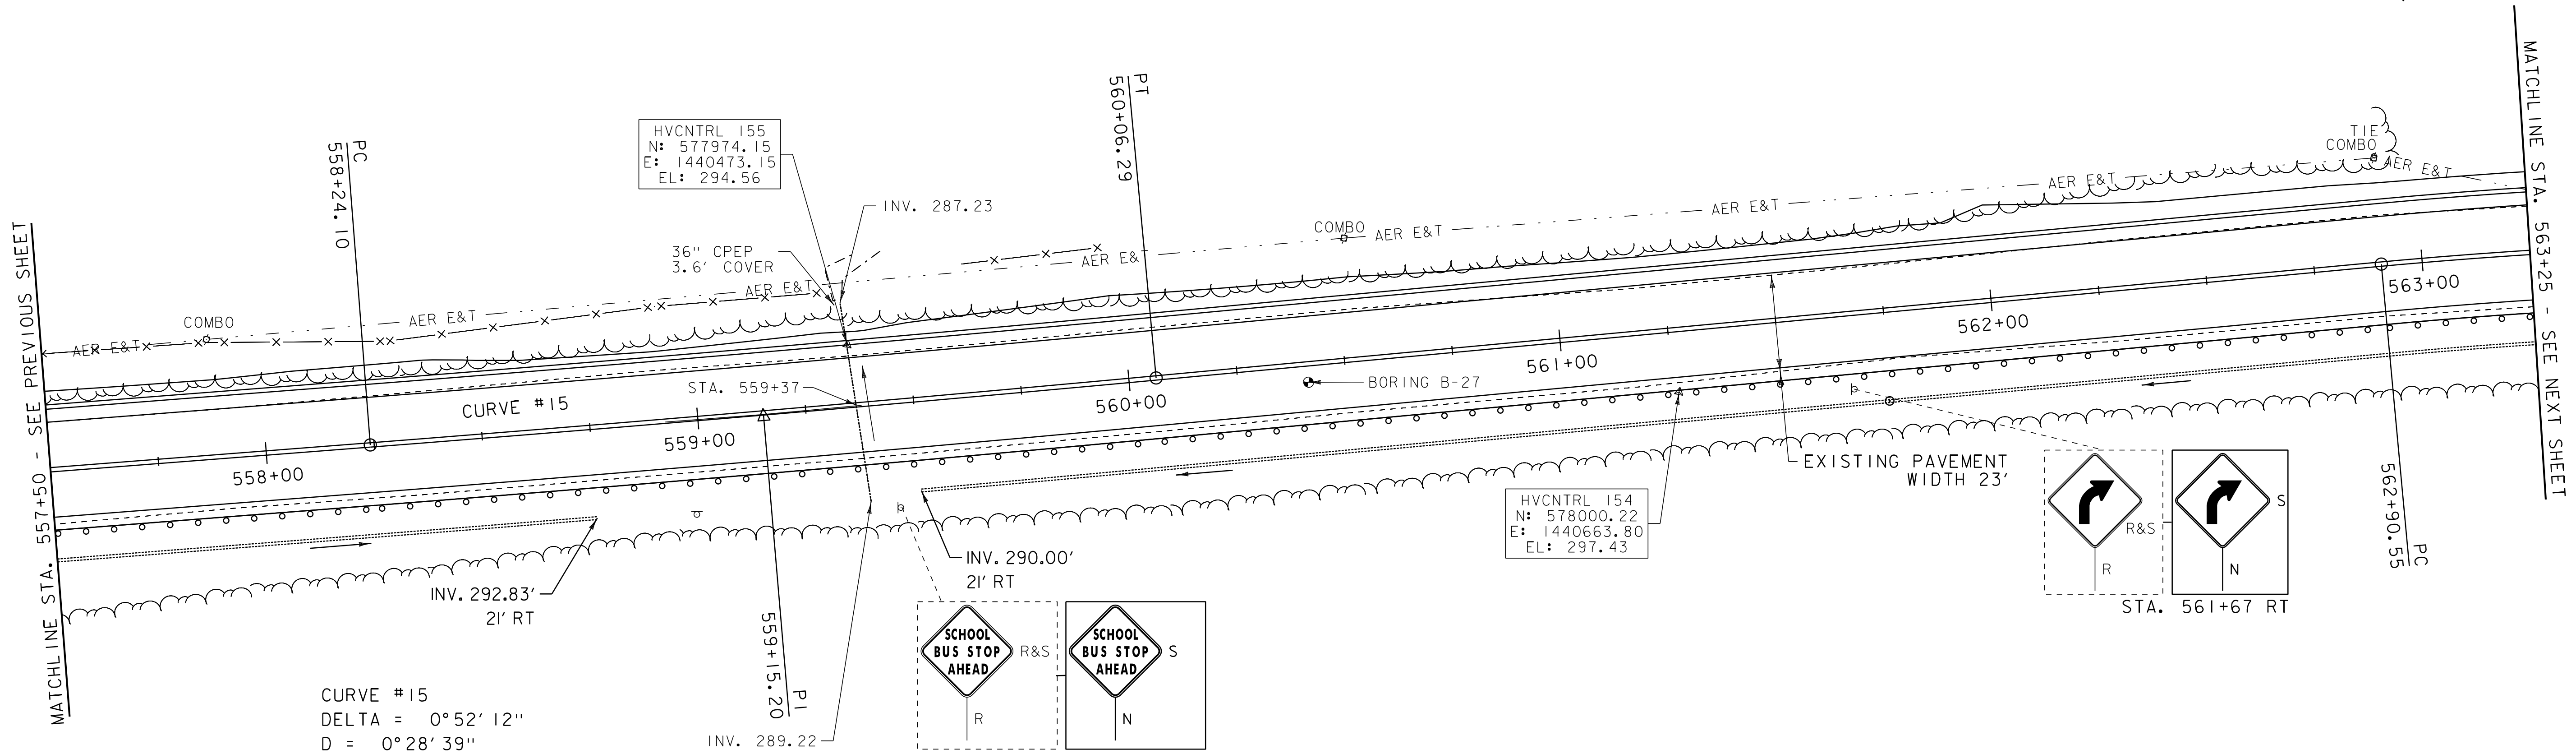 MATCHLINE STA. 557+50 - SEE PREVIOUS SHEET
PC
558+24.10
HVCNTRL 155
N: 577974.15
E: 1440473.15
EL: 294.56
INV. 287.23
36" CPEP
3.6' COVER
PT
560+06.29
COMBO
AER E&T
AER E&T
AER E&T
AER E&T
COMBO
AER E&T
AER E&T
AER E&T
TIE
COMBO
AER E&T
AER E&T
MATCHLINE STA. 563+25 - SEE NEXT SHEET
CURVE #15
STA. 559+37
BORING B-27
558+00
559+00
560+00
561+00
562+00
563+00
EXISTING PAVEMENT
WIDTH 23'
HVCNTRL 154
N: 578000.22
E: 1440663.80
EL: 297.43
INV. 292.83'
21' RT
INV. 290.00'
21' RT
559+15.20
PI
INV. 289.22
SCHOOL
BUS STOP
AHEAD
R&S
R
SCHOOL
BUS STOP
AHEAD
S
N
R&S
R
S
N
STA. 561+67 RT
562+90.55
PC
CURVE #15
DELTA = 0°52'12"
D = 0°28'39"